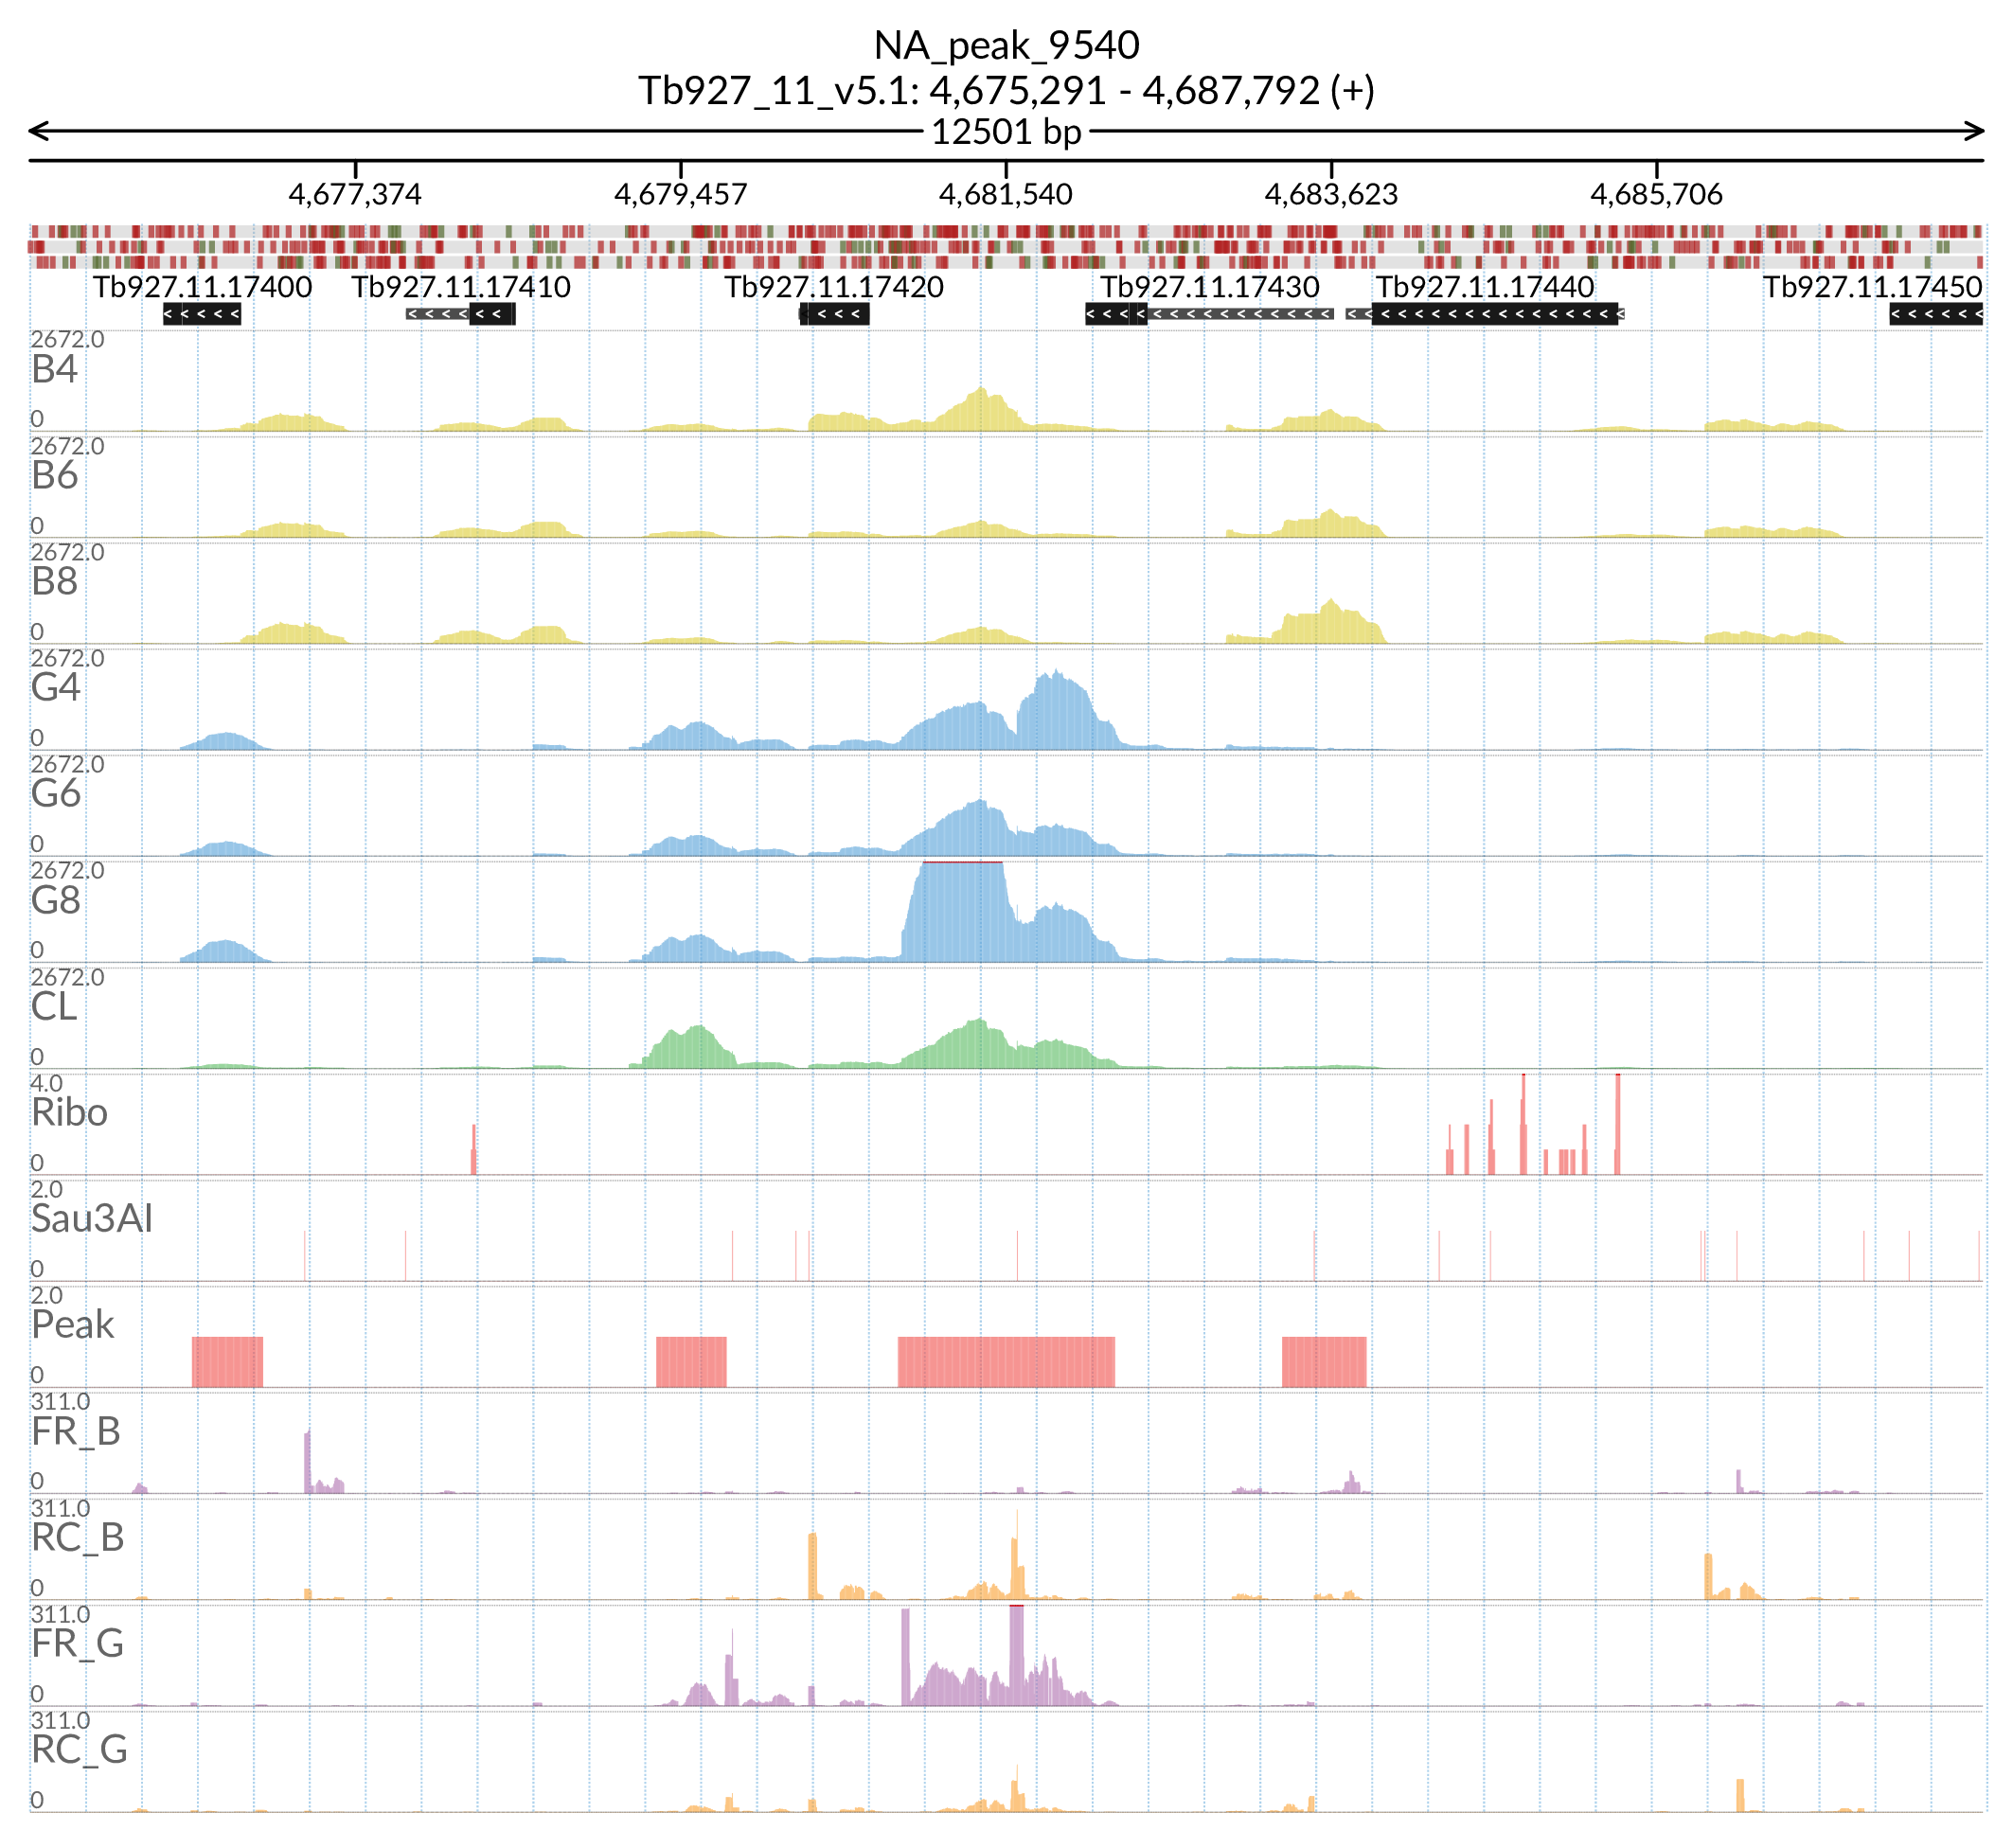 NA_peak_9540
Tb927_11_v5.1: 4,675,291 - 4,687,792 (+)
12501 bp
4,677,374 4,679,457 4,681,540 4,683,623 4,685,706
Tb927.11.17400 Tb927.11.17410 Tb927.11.17420 Tb927.11.17430 Tb927.11.17440 Tb927.11.17450
2672.0
B4
0
2672.0
B6
0
2672.0
B8
0
2672.0
G4
0
2672.0
G6
0
2672.0
G8
0
2672.0
CL
0
4.0
Ribo
0
2.0
Sau3AI
0
2.0
Peak
0
311.0
FR_B
0
311.0
RC_B
0
311.0
FR_G
0
311.0
RC_G
0